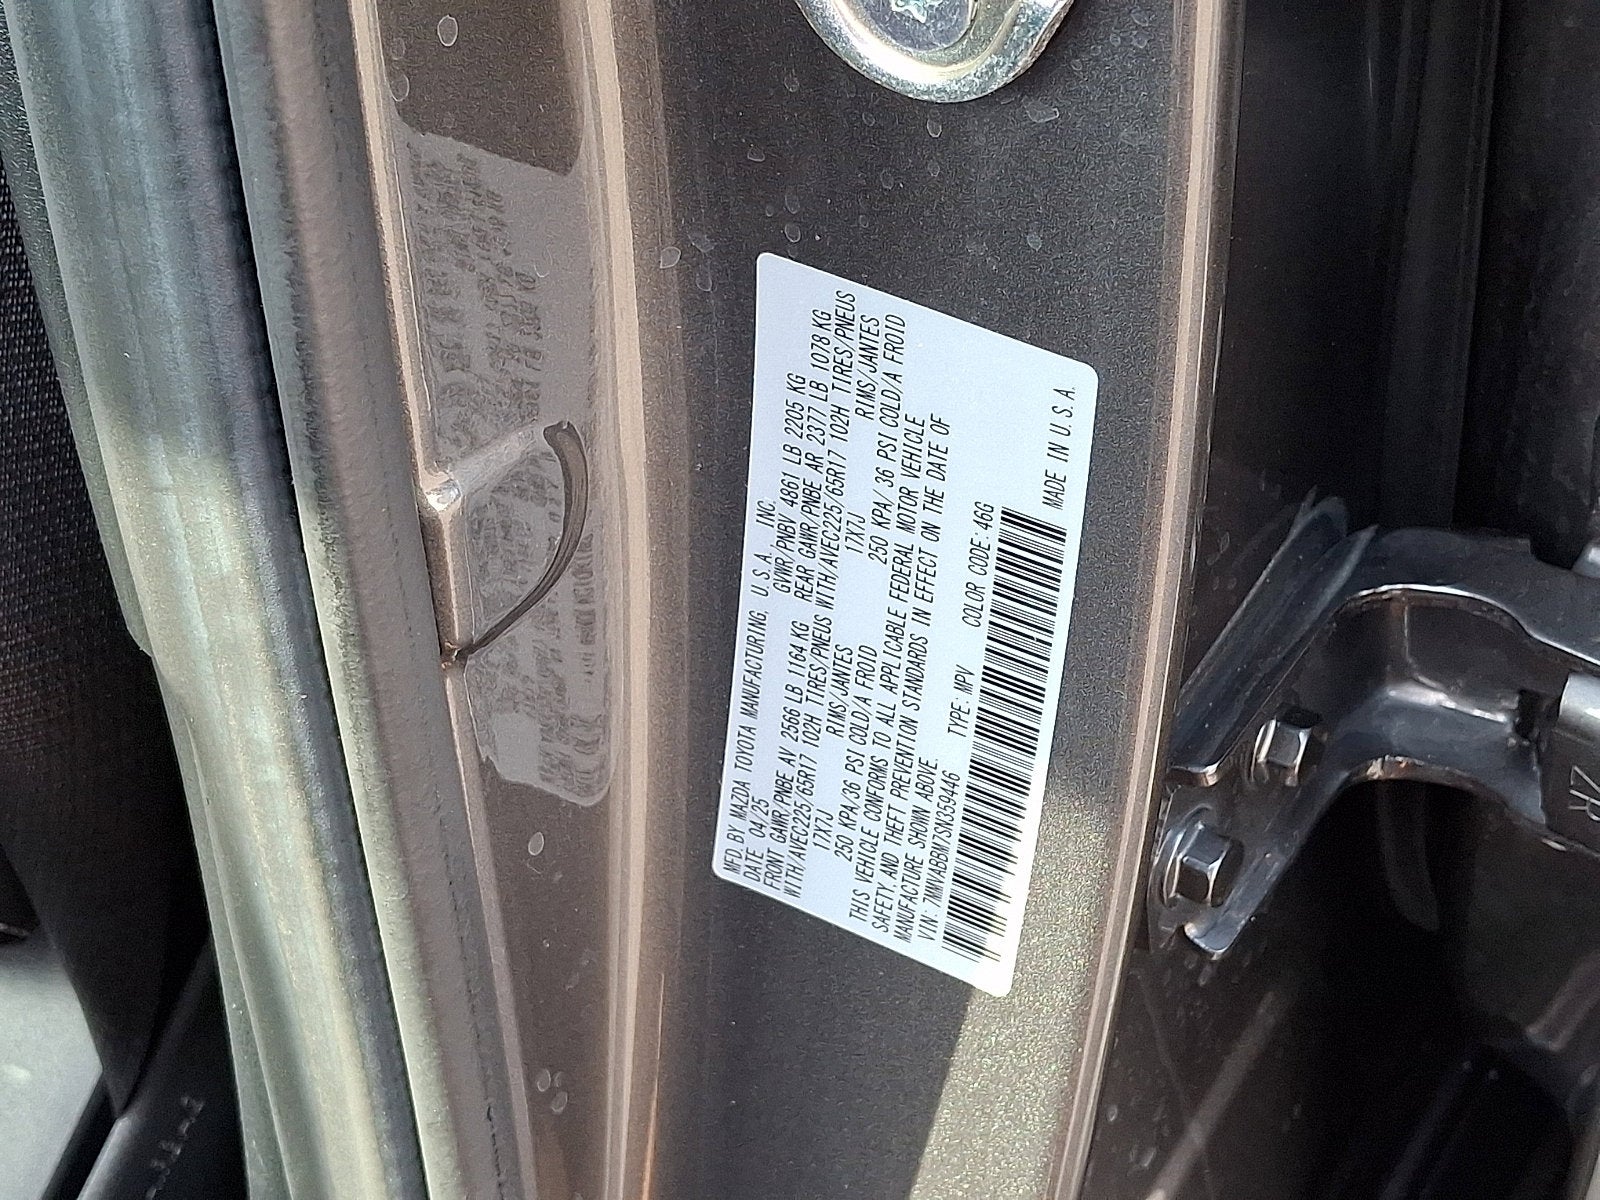 MFD.BY MAZDA TOYOTA MANUFACTURING, U.S.A. INC.
DATE 04/25 GVWR/PNBV 4861 LB 2205 KG
FRONT GAWR/PNBE AV 2566 LB 1164 KG REAR GAWR/PNBE AR 2377 LB 1078 KG
WITH/AVEC225/65R17 102H TIRES/PNEUS WITH/AVEC225/65R17 102H TIRES/PNEUS
17X7J RIMS/JANTES 17X7J RIMS/JANTES
250 KPA/36 PSI COLD/A FROID 250 KPA/ 36 PSI COLD/A FROID
THIS VEHICLE CONFORMS TO ALL APPLICABLE FEDERAL MOTOR VEHICLE
SAFETY, AND THEFT PREVENTION STANDARDS IN EFFECT ON THE DATE OF
MANUFACTURE SHOWN ABOVE
VIN: 7MMVABBM7SN359446 TYPE: MPV COLOR CODE: 46G
MADE IN U.S.A.